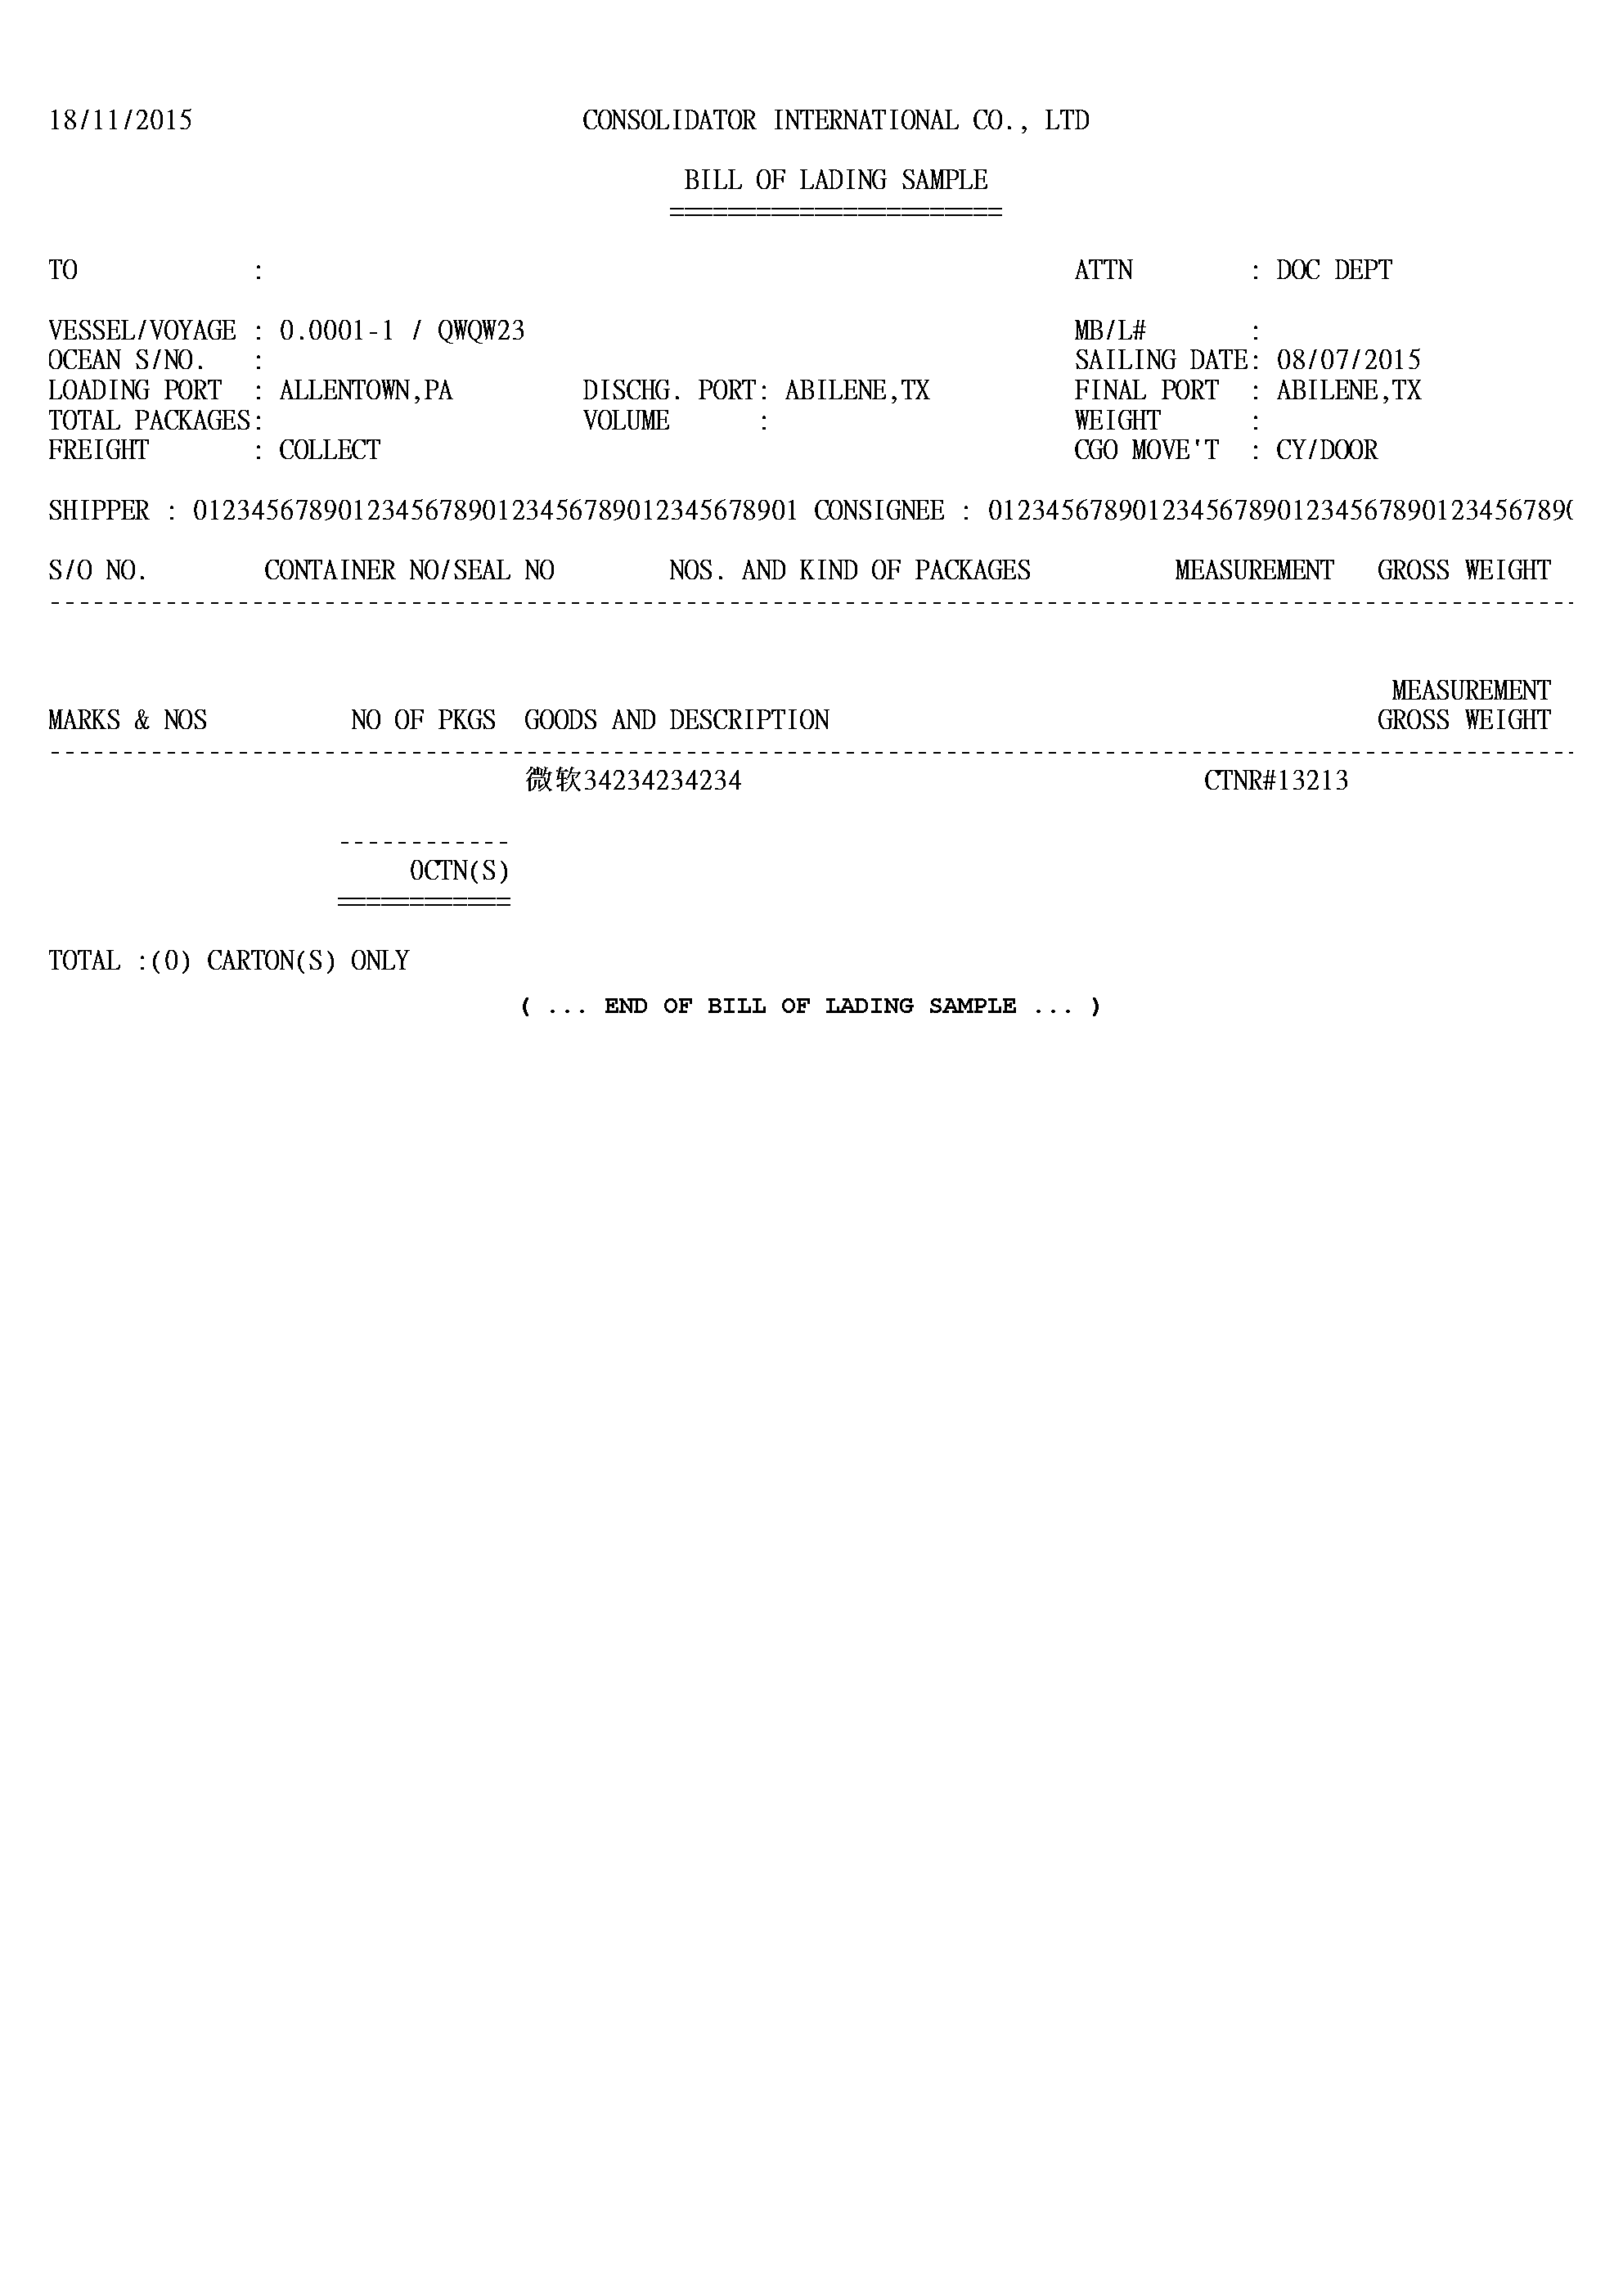 18/11/2015 CONSOLIDATOR INTERNATIONAL CO., LTD
BILL OF LADING SAMPLE
=======================
TO : ATTN : DOC DEPT
VESSEL/VOYAGE : 0.0001-1 / QWQW23 MB/L# :
OCEAN S/NO. : SAILING DATE: 08/07/2015
LOADING PORT : ALLENTOWN,PA DISCHG. PORT: ABILENE,TX FINAL PORT : ABILENE,TX
TOTAL PACKAGES: VOLUME : WEIGHT :
FREIGHT : COLLECT CGO MOVE'T : CY/DOOR
SHIPPER : 012345678901234567890123456789012345678901 CONSIGNEE : 0123456789012345678901234567890123456789
S/O NO. CONTAINER NO/SEAL NO NOS. AND KIND OF PACKAGES MEASUREMENT GROSS WEIGHT
MEASUREMENT
MARKS & NOS NO OF PKGS GOODS AND DESCRIPTION GROSS WEIGHT
微软34234234234 CTNR#13213
------------
0CTN(S)
============
TOTAL :(0) CARTON(S) ONLY
( ... END OF BILL OF LADING SAMPLE ... )